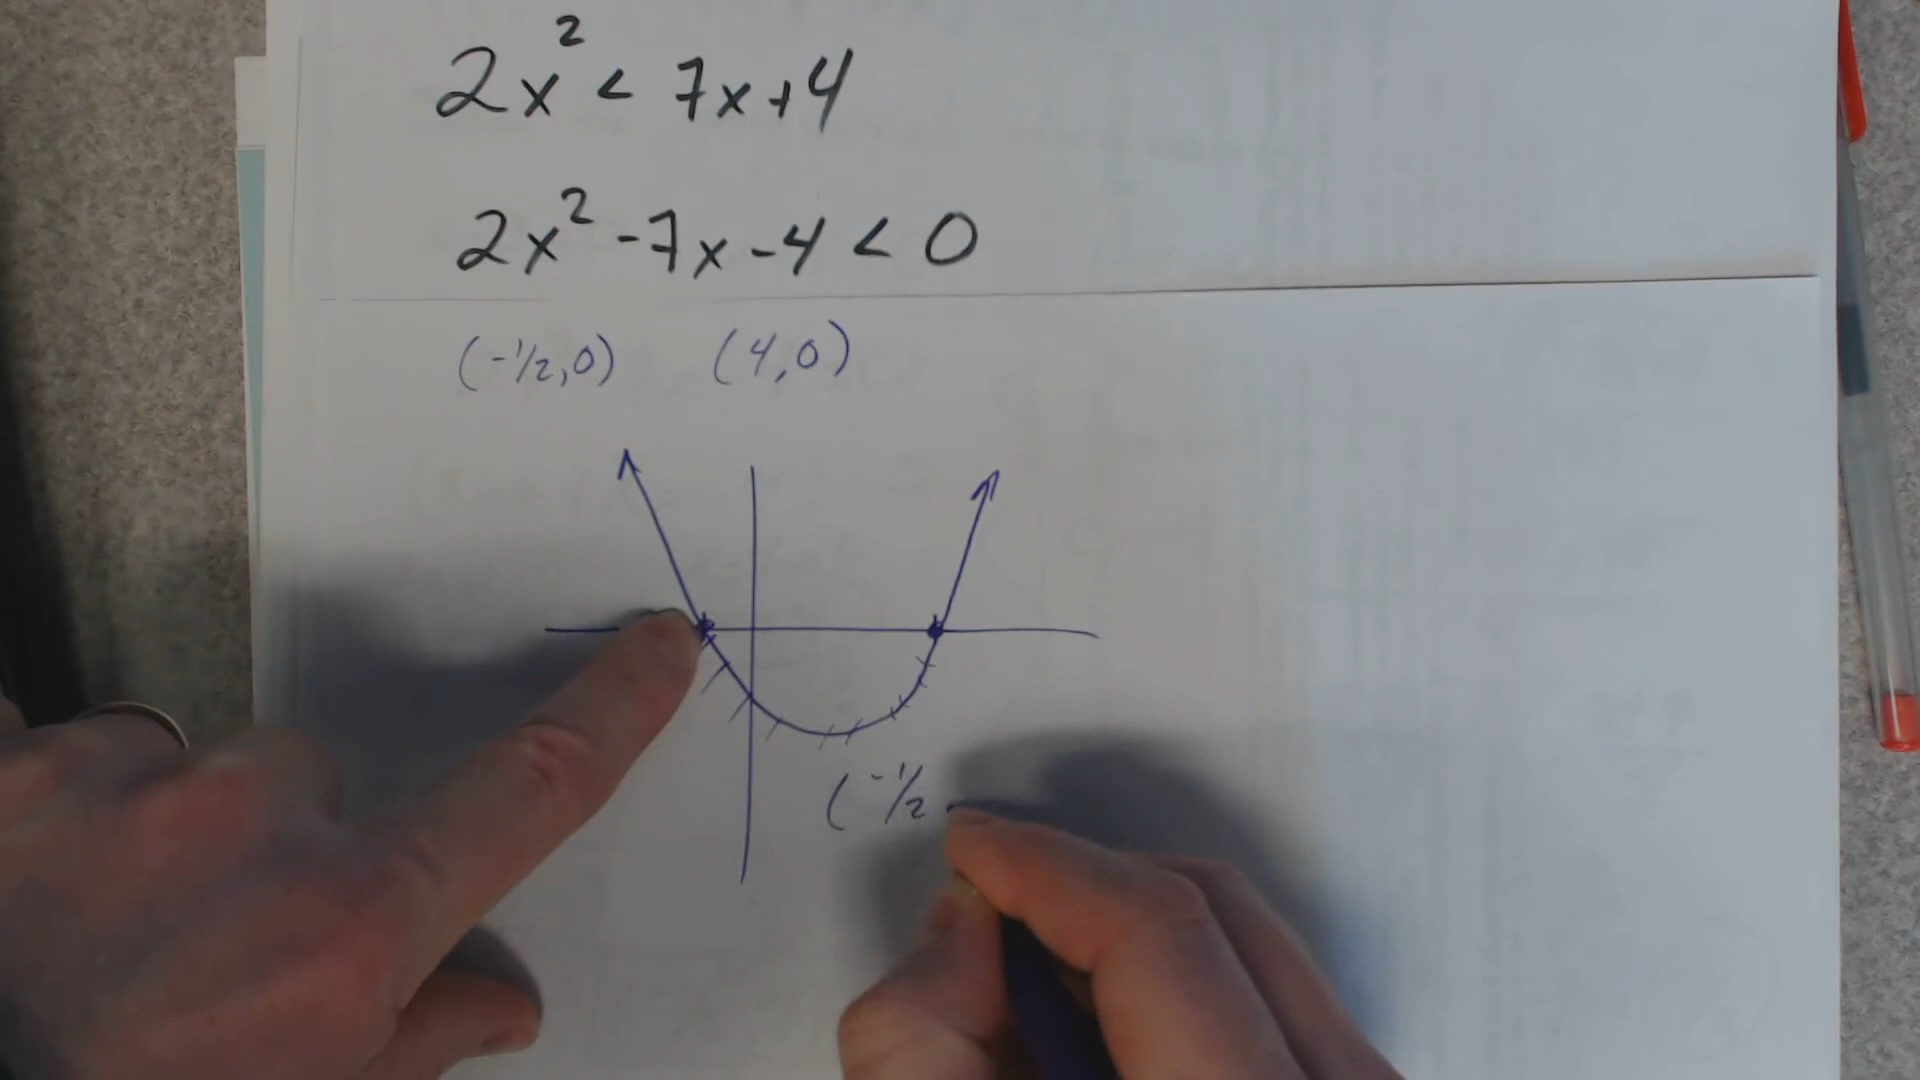 2x² < 7x+4
2x² -7x -4 < 0
(-1/2,0) (4,0)
(-1/2